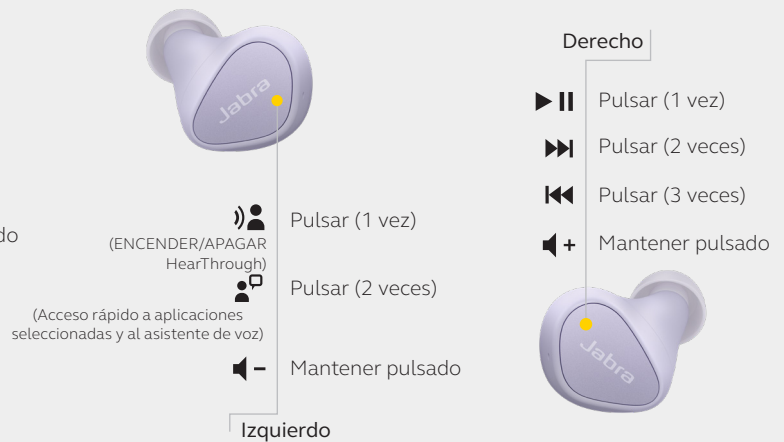 Jabra
do
Pulsar (1 vez)
(ENCENDER/APAGAR
HearThrough)
Pulsar (2 veces)
(Acceso rápido a aplicaciones
seleccionadas y al asistente de voz)
Mantener pulsado
Izquierdo
Derecho
Pulsar (1 vez)
Pulsar (2 veces)
Pulsar (3 veces)
Mantener pulsado
Jabra